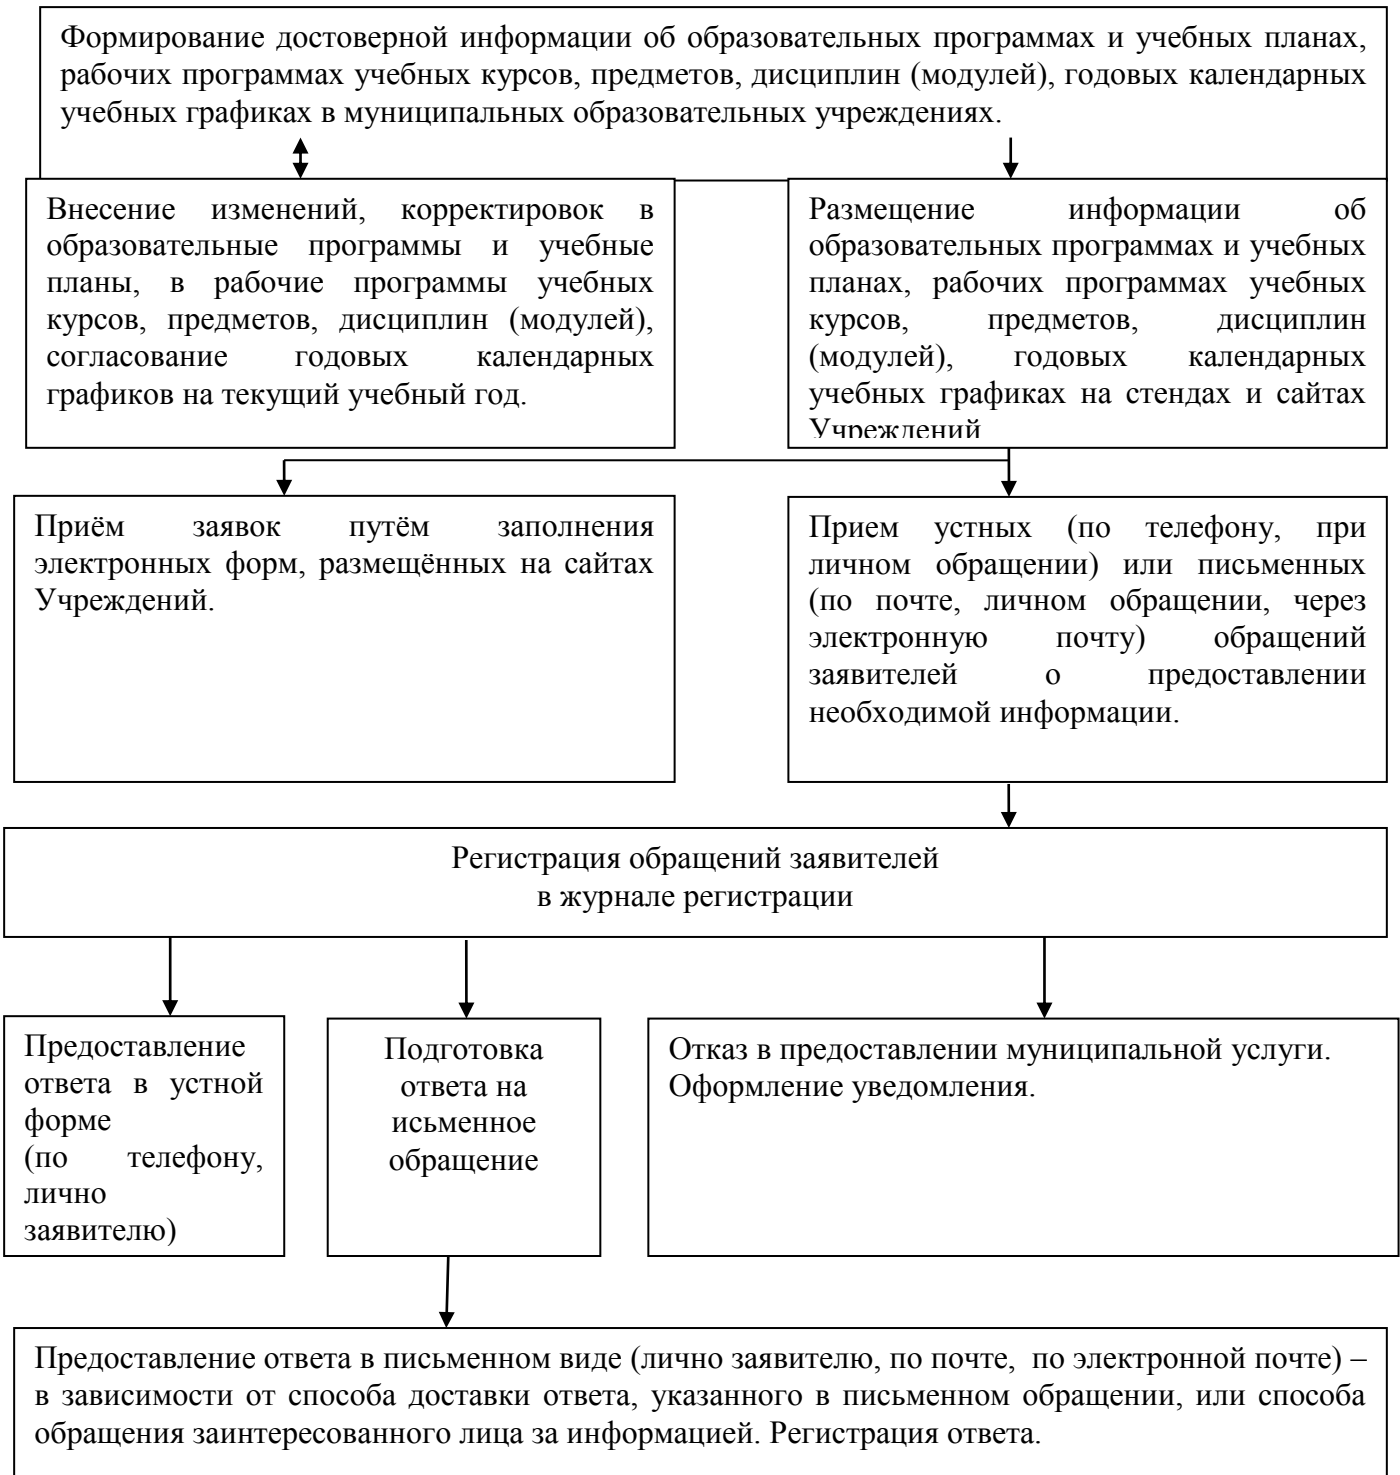 Формирование достоверной информации об образовательных программах и учебных планах,
рабочих программах учебных курсов, предметов, дисциплин (модулей), годовых календарных
учебных графиках в муниципальных образовательных учреждениях.
Внесение изменений, корректировок в
образовательные программы и учебные
планы, в рабочие программы учебных
курсов, предметов, дисциплин (модулей),
согласование годовых календарных
графиков на текущий учебный год.
Размещение информации об
образовательных программах и учебных
планах, рабочих программах учебных
курсов, предметов, дисциплин
(модулей), годовых календарных
учебных графиках на стендах и сайтах
Учреждений
Приём заявок путём заполнения
электронных форм, размещённых на сайтах
Учреждений.
Прием устных (по телефону, при
личном обращении) или письменных
(по почте, личном обращении, через
электронную почту) обращений
заявителей о предоставлении
необходимой информации.
Регистрация обращений заявителей
в журнале регистрации
Предоставление
ответа в устной
форме
(по телефону,
лично
заявителю)
Подготовка
ответа на
исьменное
обращение
Отказ в предоставлении муниципальной услуги.
Оформление уведомления.
Предоставление ответа в письменном виде (лично заявителю, по почте, по электронной почте) –
в зависимости от способа доставки ответа, указанного в письменном обращении, или способа
обращения заинтересованного лица за информацией. Регистрация ответа.